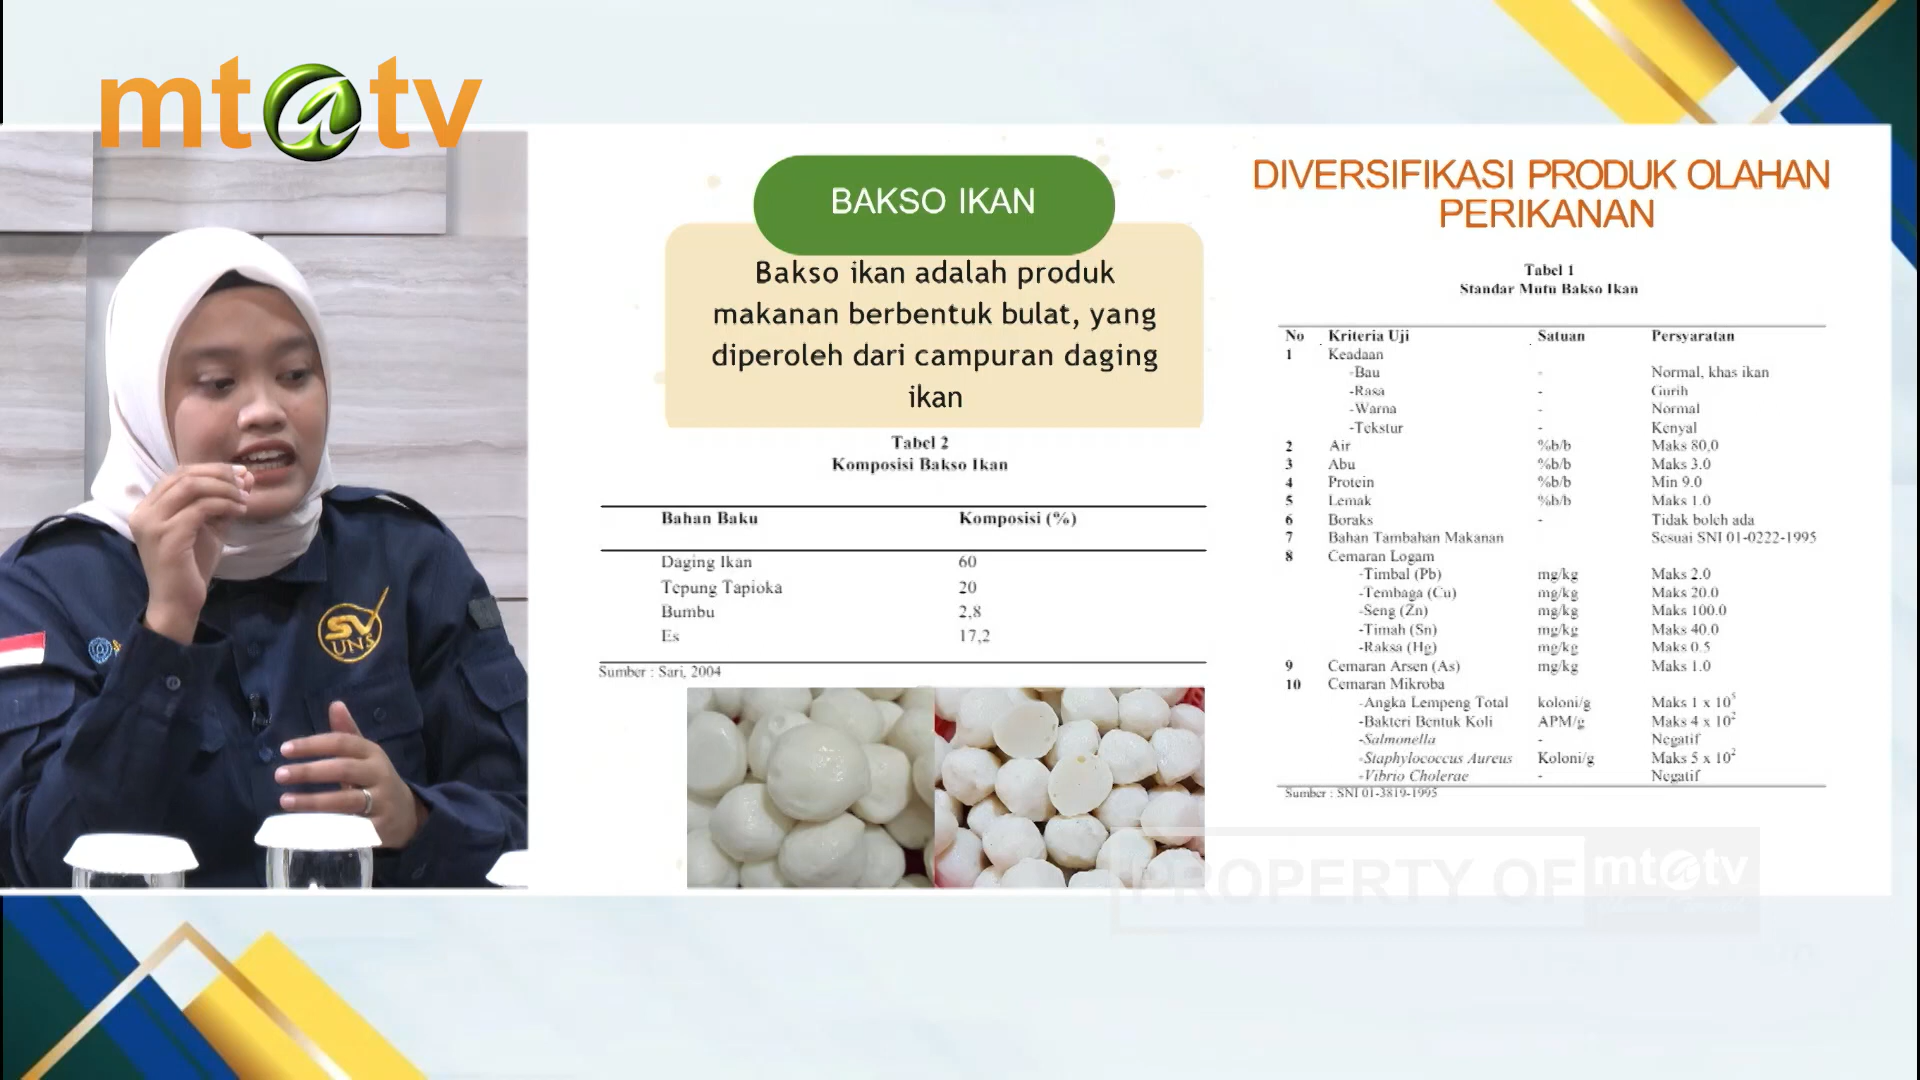 mt@tv
BAKSO IKAN
Bakso ikan adalah produk
makanan berbentuk bulat, yang
diperoleh dari campuran daging
ikan
Tabel 2
Komposisi Bakso Ikan
Bahan Baku Komposisi (%)
Daging Ikan 60
Tepung Tapioka 20
Bumbu 2,8
Es 17,2
Sumber : Sari, 2004
DIVERSIFIKASI PRODUK OLAHAN
PERIKANAN
Tabel 1
Standar Mutu Bakso Ikan
No Kriteria Uji Satuan Persyaratan
1 Keadaan
-Bau - Normal, khas ikan
-Rasa - Gurih
-Warna - Normal
-Tekstur - Kenyal
2 Air %b/b Maks 80,0
3 Abu %b/b Maks 3.0
4 Protein %b/b Min 9.0
5 Lemak %b/b Maks 1.0
6 Boraks - Tidak boleh ada
7 Bahan Tambahan Makanan Sesuai SNI 01-0222-1995
8 Cemaran Logam
-Timbal (Pb) mg/kg Maks 2.0
-Tembaga (Cu) mg/kg Maks 20.0
-Seng (Zn) mg/kg Maks 100.0
-Timah (Sn) mg/kg Maks 40.0
-Raksa (Hg) mg/kg Maks 0.5
9 Cemaran Arsen (As) mg/kg Maks 1.0
10 Cemaran Mikroba
-Angka Lempeng Total koloni/g Maks 1 x 10⁵
-Bakteri Bentuk Koli APM/g Maks 4 x 10²
-Salmonella - Negatif
-Staphylococcus Aureus Koloni/g Maks 5 x 10²
-Vibrio Cholerae - Negatif
Sumber : SNI 01-3819-1995
SV
UNS
PROPERTY OF mt@tv